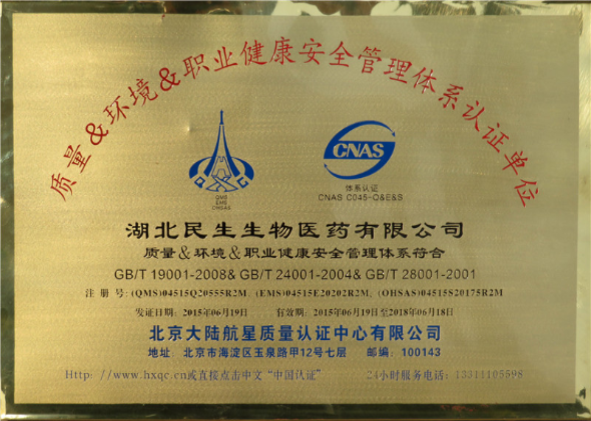 质量&环境&职业健康安全管理体系认证单位
QMS
EMS
OHSAS
CNAS
体系认证
CNAS C045-Q&E&S
湖北民生生物医药有限公司
质量&环境&职业健康安全管理体系符合
GB/T 19001-2008& GB/T 24001-2004& GB/T 28001-2001
注册号:(QMS)04515Q20555R2M、(EMS)04515E20202R2M、(OHSAS)04515S20175R2M
发证日期:2015年06月19日 有效期:2015年06月19日至2018年06月18日
北京大陆航星质量认证中心有限公司
地址:北京市海淀区玉泉路甲12号七层 邮编:100143
Http://www.hxqc.cn或直接点击中文“中国认证” 24小时服务电话:13311105598